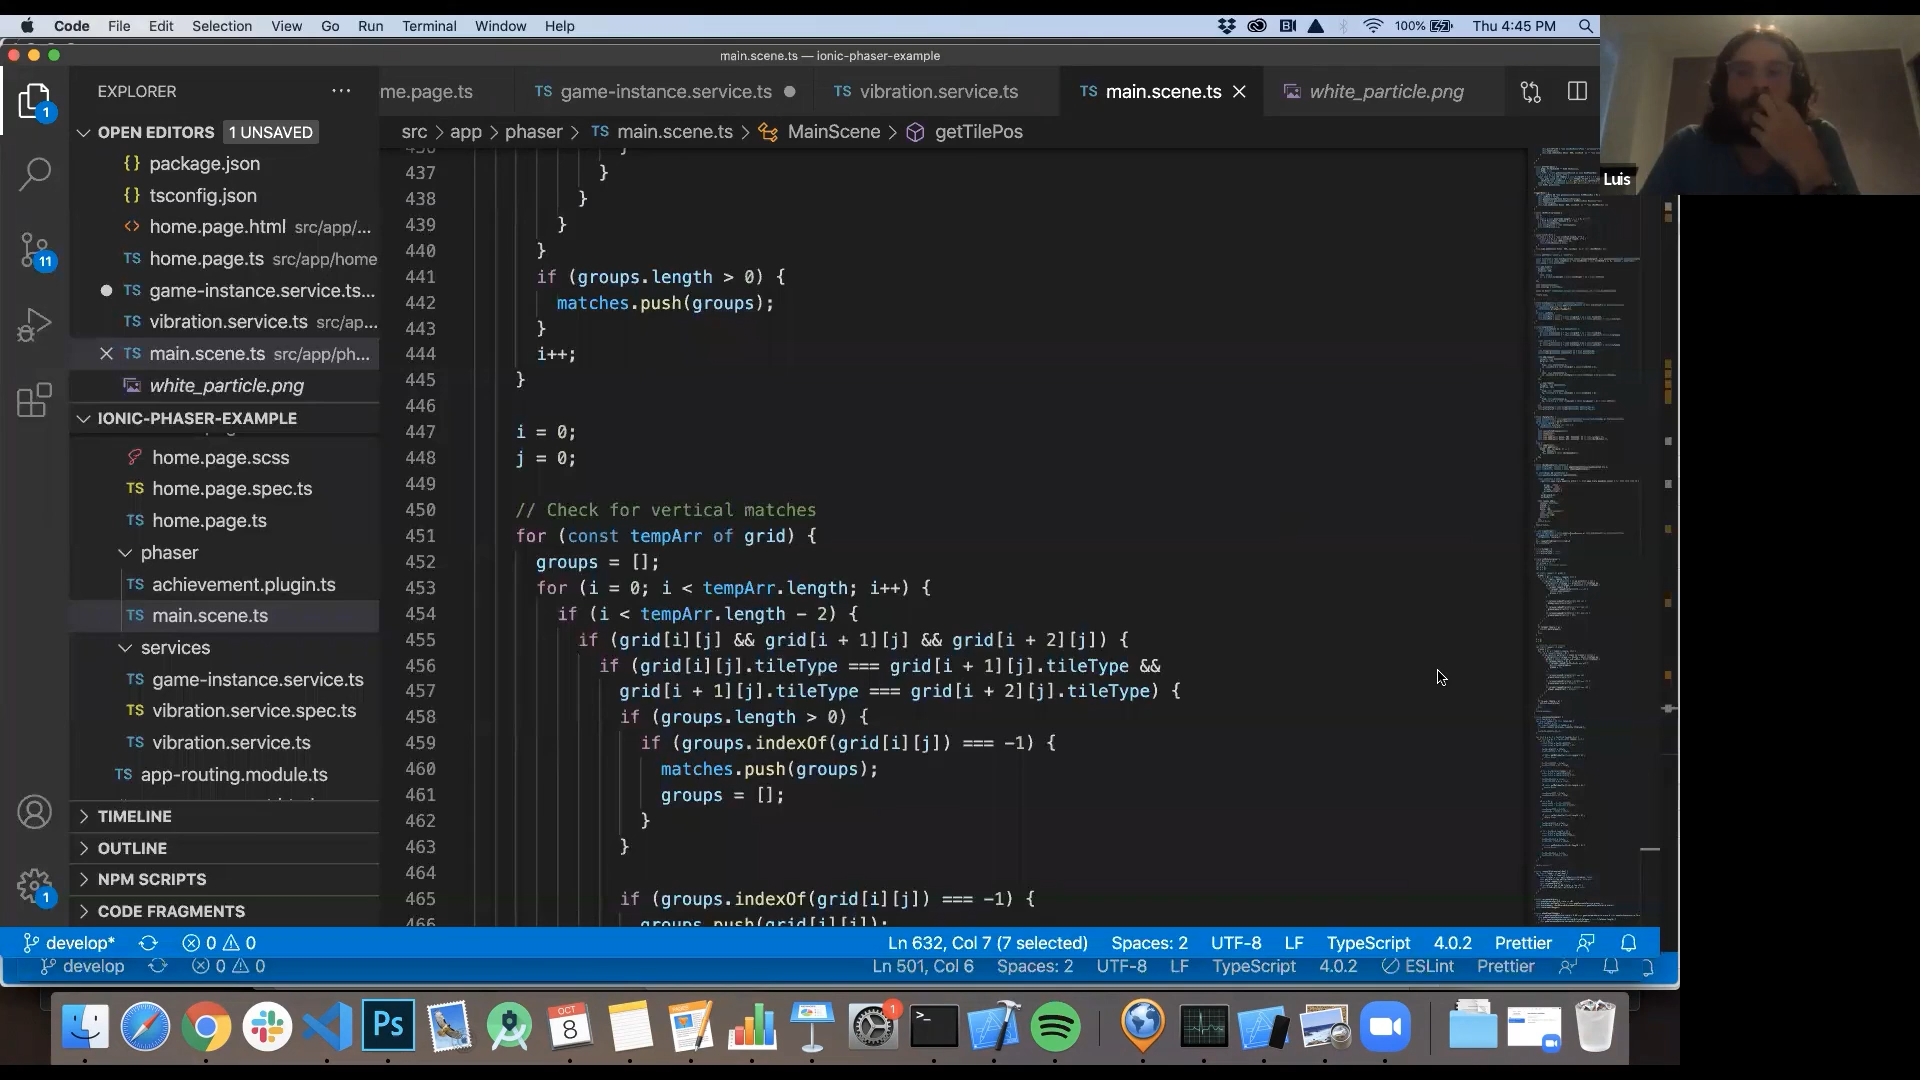 Code File Edit Selection View Go Run Terminal Window Help
100% Thu 4:45 PM
main.scene.ts — ionic-phaser-example
EXPLORER
me.page.ts
TS game-instance.service.ts
TS vibration.service.ts
TS main.scene.ts
white_particle.png
OPEN EDITORS 1 UNSAVED
src > app > phaser > TS main.scene.ts > MainScene > getTilePos
{} package.json
{} tsconfig.json
<> home.page.html src/app/...
TS home.page.ts src/app/home
TS game-instance.service.ts...
TS vibration.service.ts src/ap...
TS main.scene.ts src/app/ph...
white_particle.png
IONIC-PHASER-EXAMPLE
home.page.scss
TS home.page.spec.ts
TS home.page.ts
phaser
TS achievement.plugin.ts
TS main.scene.ts
services
TS game-instance.service.ts
TS vibration.service.spec.ts
TS vibration.service.ts
TS app-routing.module.ts
TIMELINE
OUTLINE
NPM SCRIPTS
CODE FRAGMENTS
1
11
1
436 }
437 }
438 }
439 }
440 }
441 if (groups.length > 0) {
442 matches.push(groups);
443 }
444 i++;
445 }
446
447 i = 0;
448 j = 0;
449
450 // Check for vertical matches
451 for (const tempArr of grid) {
452 groups = [];
453 for (i = 0; i < tempArr.length; i++) {
454 if (i < tempArr.length - 2) {
455 if (grid[i][j] && grid[i + 1][j] && grid[i + 2][j]) {
456 if (grid[i][j].tileType === grid[i + 1][j].tileType &&
457 grid[i + 1][j].tileType === grid[i + 2][j].tileType) {
458 if (groups.length > 0) {
459 if (groups.indexOf(grid[i][j]) === -1) {
460 matches.push(groups);
461 groups = [];
462 }
463 }
464
465 if (groups.indexOf(grid[i][j]) === -1) {
466 groups.push(grid[i][j]);
Luis
develop* 0 0 Ln 632, Col 7 (7 selected) Spaces: 2 UTF-8 LF TypeScript 4.0.2 Prettier
develop 0 0 Ln 501, Col 6 Spaces: 2 UTF-8 LF TypeScript 4.0.2 ESLint Prettier
Ps
OCT
8
1
>_